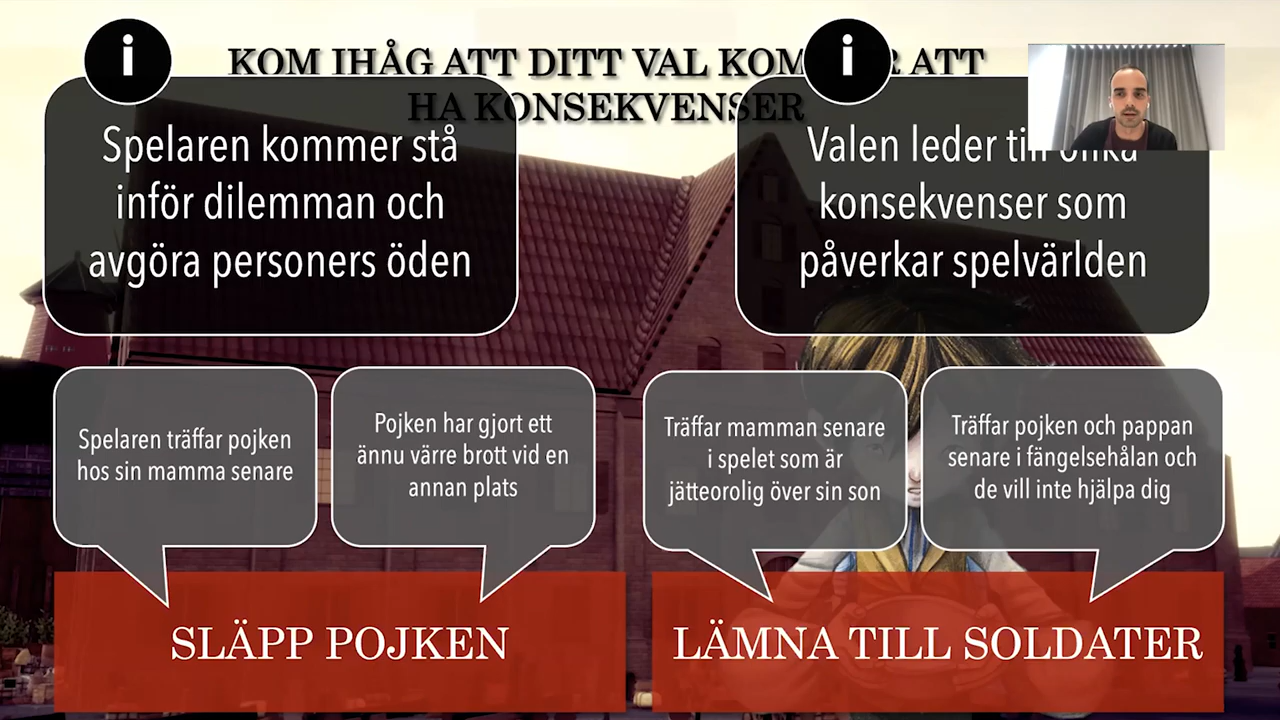 KOM IHÅG ATT DITT VAL ATT
HA KONSEKVENSER
i
Spelaren kommer stå
inför dilemman och
avgöra personers öden
i
Valen leder till olika
konsekvenser som
påverkar spelvärlden
Spelaren träffar pojken
hos sin mamma senare
Pojken har gjort ett
ännu värre brott vid en
annan plats
Träffar mamman senare
i spelet som är
jätteorolig över sin son
Träffar pojken och pappan
senare i fängelsehålan och
de vill inte hjälpa dig
SLÄPP POJKEN
LÄMNA TILL SOLDATER